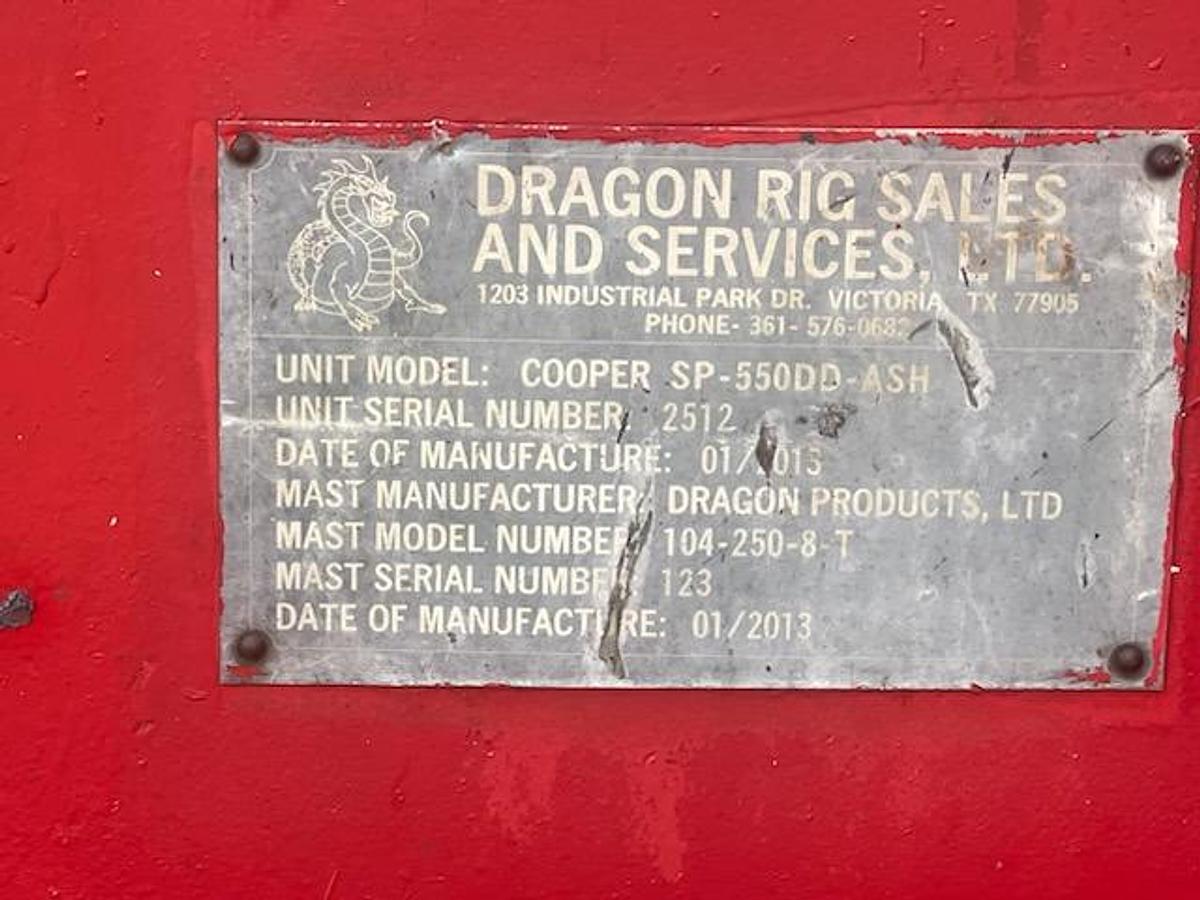 DRAGON RIG SALES
AND SERVICES, LTD.
1203 INDUSTRIAL PARK DR. VICTORIA, TX 77905
PHONE- 361- 576-0682
UNIT MODEL: COOPER SP-550DD-ASH
UNIT SERIAL NUMBER: 2512
DATE OF MANUFACTURE: 01/2013
MAST MANUFACTURER: DRAGON PRODUCTS, LTD
MAST MODEL NUMBER 104-250-8-T
MAST SERIAL NUMBER 123
DATE OF MANUFACTURE: 01/2013